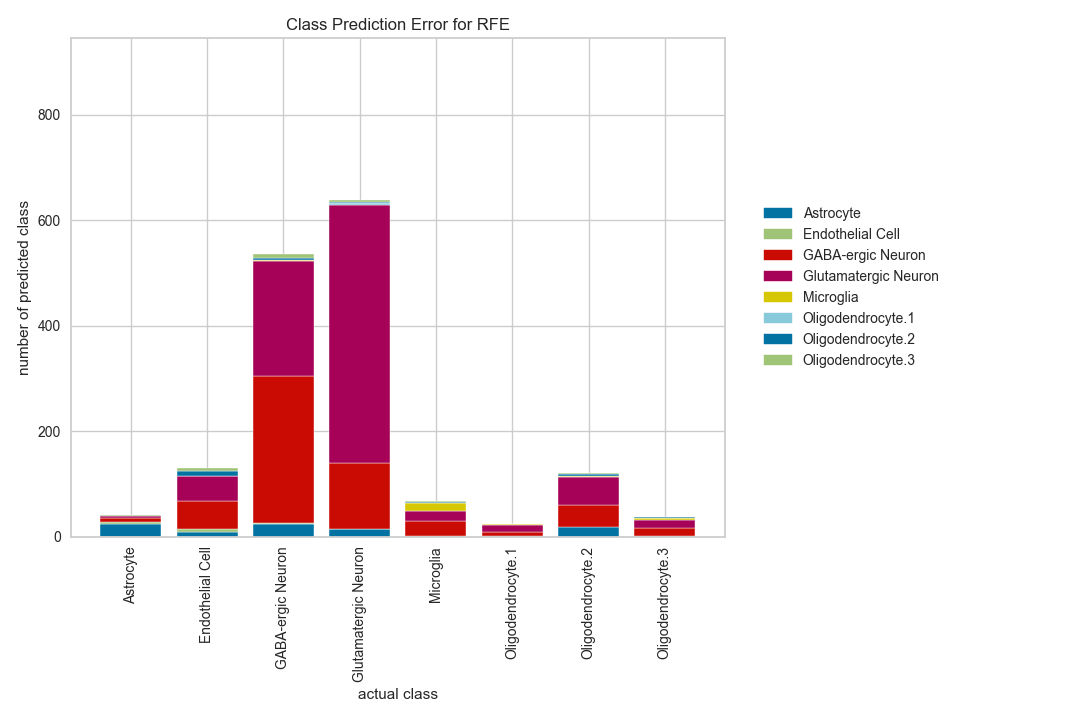 Class Prediction Error for RFE
number of predicted class
800
600
400
200
0
Astrocyte
Endothelial Cell
GABA-ergic Neuron
Glutamatergic Neuron
Microglia
Oligodendrocyte.1
Oligodendrocyte.2
Oligodendrocyte.3
actual class
Astrocyte
Endothelial Cell
GABA-ergic Neuron
Glutamatergic Neuron
Microglia
Oligodendrocyte.1
Oligodendrocyte.2
Oligodendrocyte.3